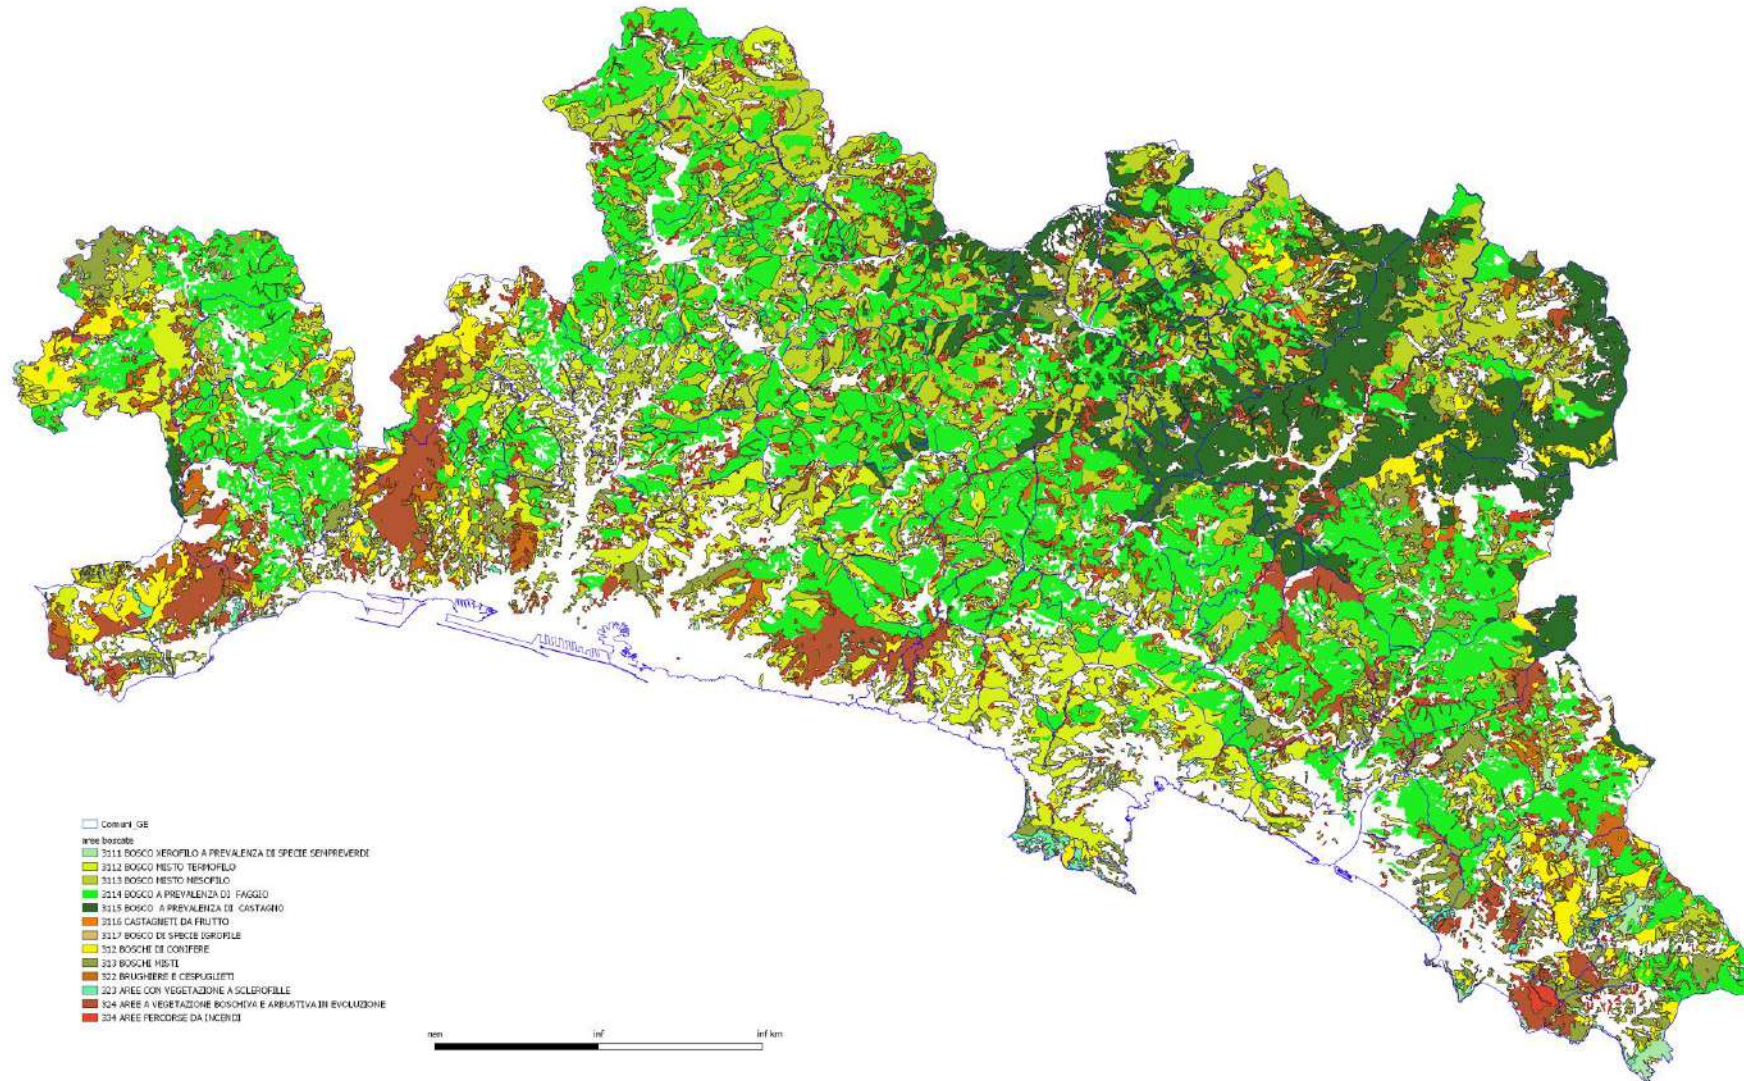 Comuni_GE
aree boscate
3111 BOSCO XEROFILO A PREVALENZA DI SPECIE SEMPREVERDI
3112 BOSCO MISTO TERMOFILO
3113 BOSCO MISTO MESOFILO
3114 BOSCO A PREVALENZA DI FAGGIO
3115 BOSCO A PREVALENZA DI CASTAGNO
3116 CASTAGNETI DA FRUTTO
3117 BOSCO DI SPECIE IGROFILE
312 BOSCHI DI CONIFERE
313 BOSCHI MISTI
322 BRUGHIERE E CESPUGLIETI
323 AREE CON VEGETAZIONE A SCLEROFILLE
324 AREE A VEGETAZIONE BOSCHIVA E ARBUSTIVA IN EVOLUZIONE
334 AREE PERCORSE DA INCENDI
nan inf inf km